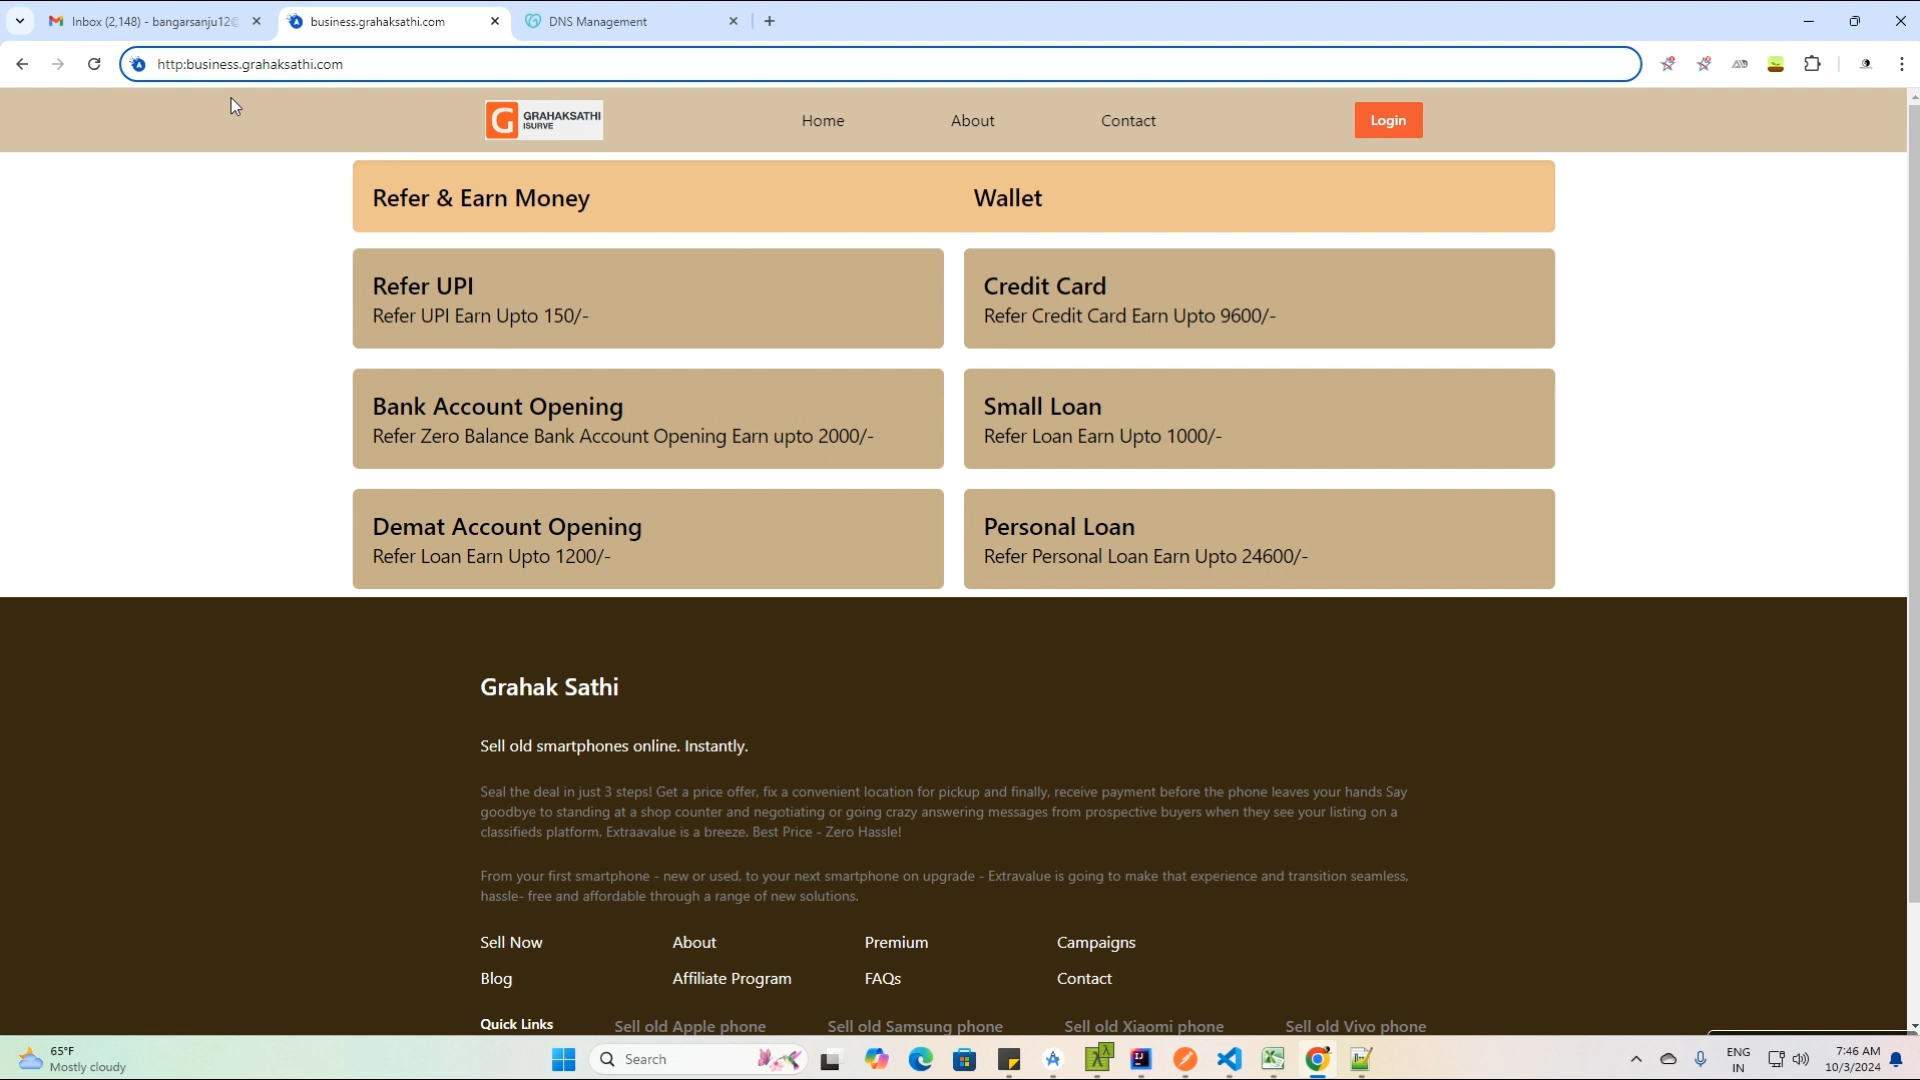 Inbox (2,148) - bangarsanju12@
business.grahaksathi.com
DNS Management
http:business.grahaksathi.com
GRAHAKSATHI
ISURVE
Home
About
Contact
Login
Refer & Earn Money
Wallet
Refer UPI
Refer UPI Earn Upto 150/-
Credit Card
Refer Credit Card Earn Upto 9600/-
Bank Account Opening
Refer Zero Balance Bank Account Opening Earn upto 2000/-
Small Loan
Refer Loan Earn Upto 1000/-
Demat Account Opening
Refer Loan Earn Upto 1200/-
Personal Loan
Refer Personal Loan Earn Upto 24600/-
Grahak Sathi
Sell old smartphones online. Instantly.
Seal the deal in just 3 steps! Get a price offer, fix a convenient location for pickup and finally, receive payment before the phone leaves your hands Say
goodbye to standing at a shop counter and negotiating or going crazy answering messages from prospective buyers when they see your listing on a
classifieds platform. Extraavalue is a breeze. Best Price - Zero Hassle!
From your first smartphone - new or used, to your next smartphone on upgrade - Extravalue is going to make that experience and transition seamless,
hassle- free and affordable through a range of new solutions.
Sell Now
About
Premium
Campaigns
Blog
Affiliate Program
FAQs
Contact
Quick Links
Sell old Apple phone
Sell old Samsung phone
Sell old Xiaomi phone
Sell old Vivo phone
65°F
Mostly cloudy
Search
ENG
IN
7:46 AM
10/3/2024